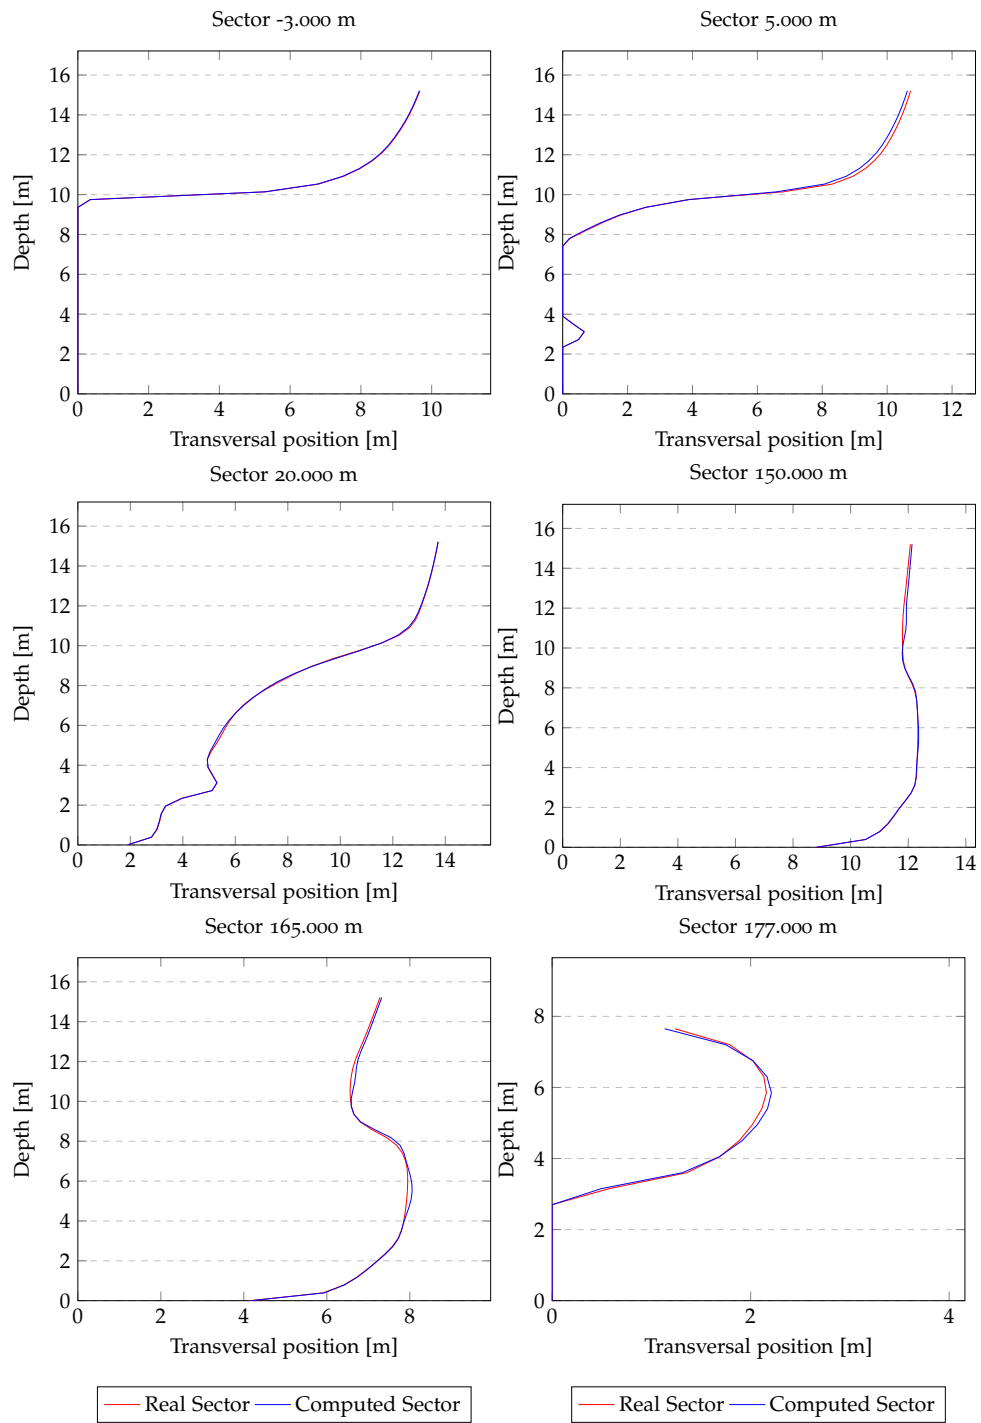 Sector -3.000 m
Depth [m]
16
14
12
10
8
6
4
2
0
0 2 4 6 8 10
Transversal position [m]
Sector 5.000 m
Depth [m]
16
14
12
10
8
6
4
2
0
0 2 4 6 8 10 12
Transversal position [m]
Sector 20.000 m
Depth [m]
16
14
12
10
8
6
4
2
0
0 2 4 6 8 10 12 14
Transversal position [m]
Sector 150.000 m
Depth [m]
16
14
12
10
8
6
4
2
0
0 2 4 6 8 10 12 14
Transversal position [m]
Sector 165.000 m
Depth [m]
16
14
12
10
8
6
4
2
0
0 2 4 6 8
Transversal position [m]
Sector 177.000 m
Depth [m]
8
6
4
2
0
0 2 4
Transversal position [m]
Real Sector Computed Sector
Real Sector Computed Sector